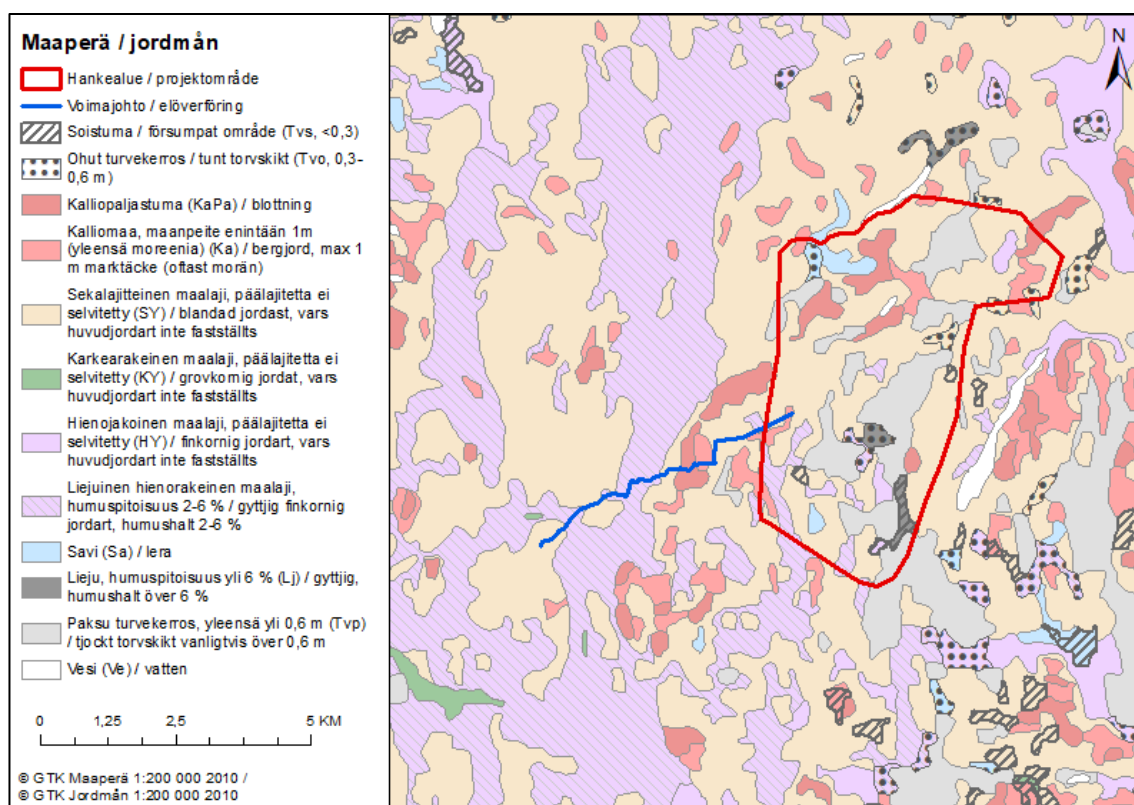 Maaperä / jordmån
Hankealue / projektområde
Voimajohto / elöverföring
Soistuma / försumpat område (Tvs, <0,3)
Ohut turvekerros / tunt torvskikt (Tvo, 0,3-
0,6 m)
Kalliopaljastuma (KaPa) / blottning
Kalliomaa, maanpeite enintään 1m
(yleensä moreenia) (Ka) / bergjord, max 1
m marktäcke (oftast morän)
Sekalajitteinen maalaji, päälajitetta ei
selvitetty (SY) / blandad jordast, vars
huvudjordart inte fastställts
Karkearakeinen maalaji, päälajitetta ei
selvitetty (KY) / grovkornig jordat, vars
huvudjordart inte fastställts
Hienojakoinen maalaji, päälajitetta ei
selvitetty (HY) / finkornig jordart, vars
huvudjordart inte fastställts
Liejuinen hienorakeinen maalaji,
humuspitoisuus 2-6 % / gyttjig finkornig
jordart, humushalt 2-6 %
Savi (Sa) / lera
Lieju, humuspitoisuus yli 6 % (Lj) / gyttjig,
humushalt över 6 %
Paksu turvekerros, yleensä yli 0,6 m (Tvp)
/ tjockt torvskikt vanligtvis över 0,6 m
Vesi (Ve) / vatten
0 1,25 2,5 5 KM
© GTK Maaperä 1:200 000 2010 /
© GTK Jordmån 1:200 000 2010
N